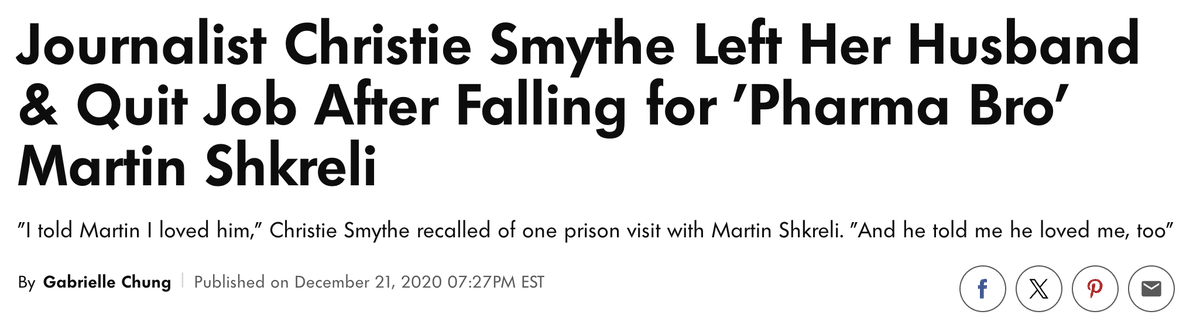 Journalist Christie Smythe Left Her Husband
& Quit Job After Falling for ’Pharma Bro’
Martin Shkreli
”I told Martin I loved him,” Christie Smythe recalled of one prison visit with Martin Shkreli. ”And he told me he loved me, too”
By Gabrielle Chung | Published on December 21, 2020 07:27PM EST